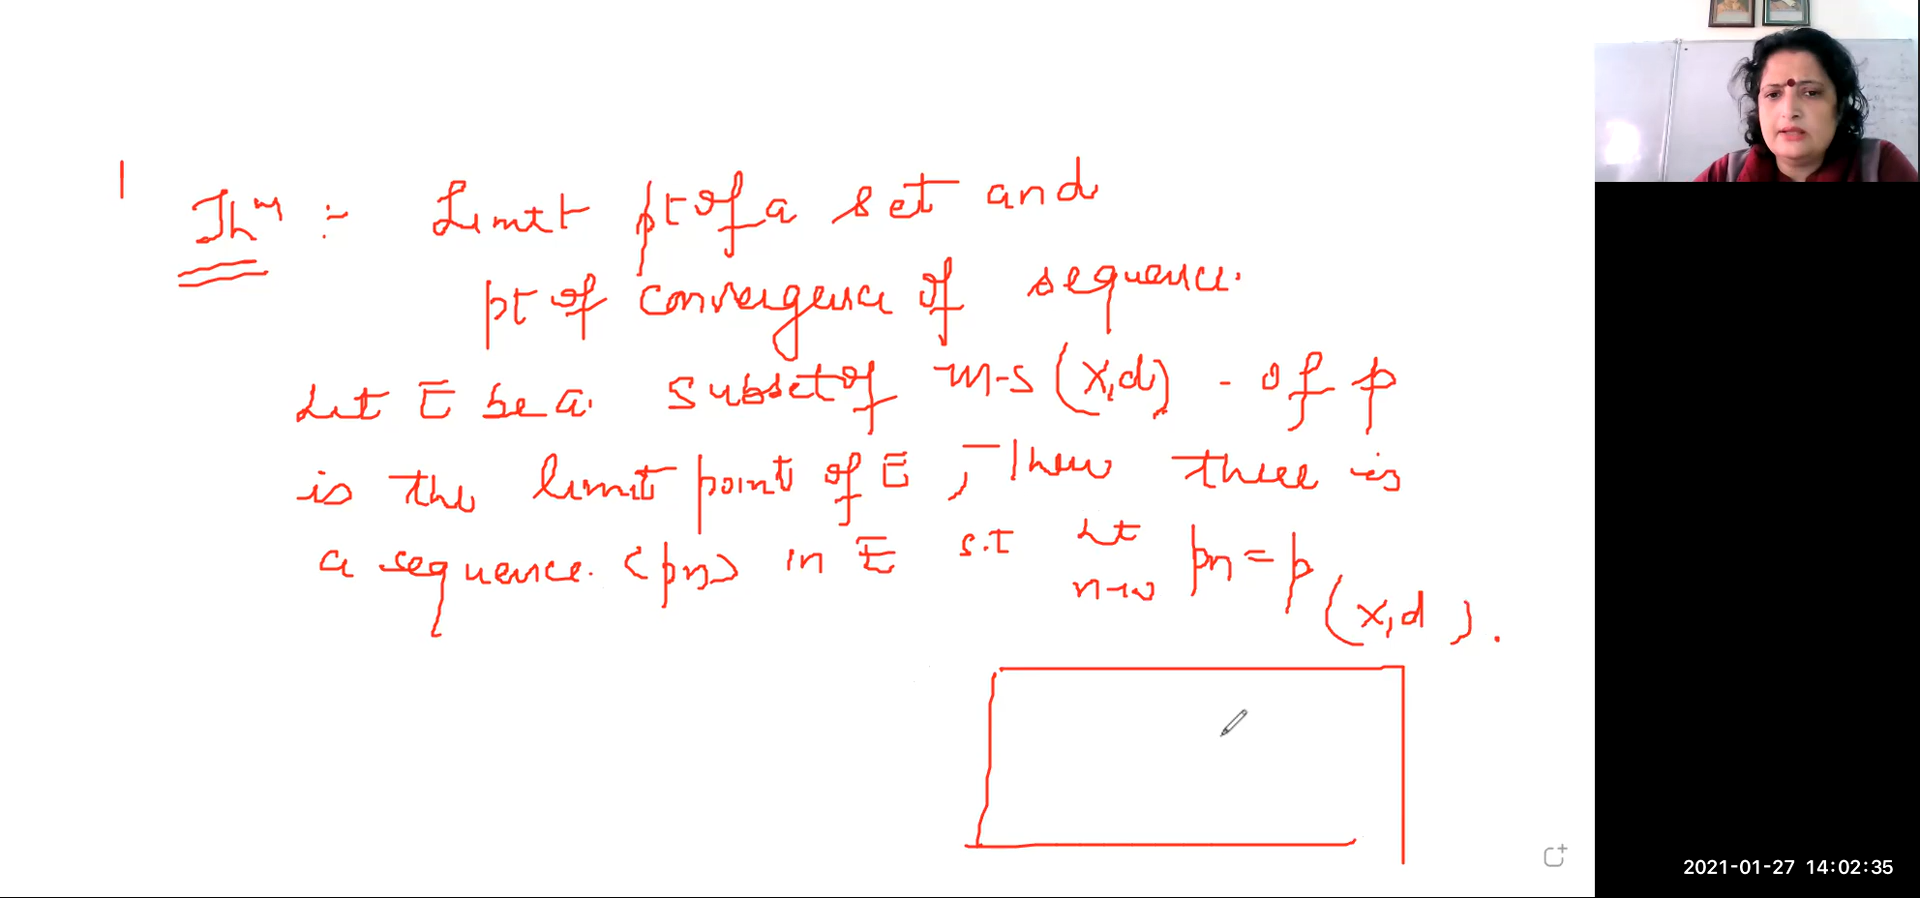 1
Thm :- Limit pt of a set and
pt of convergence of sequence.
Let E be a subset of m-s (X,d) - of p
is the limit point of E, Then there is
a sequence. <pn> in E s.t Lt pn = p
n→∞
(X,d).
2021-01-27 14:02:35